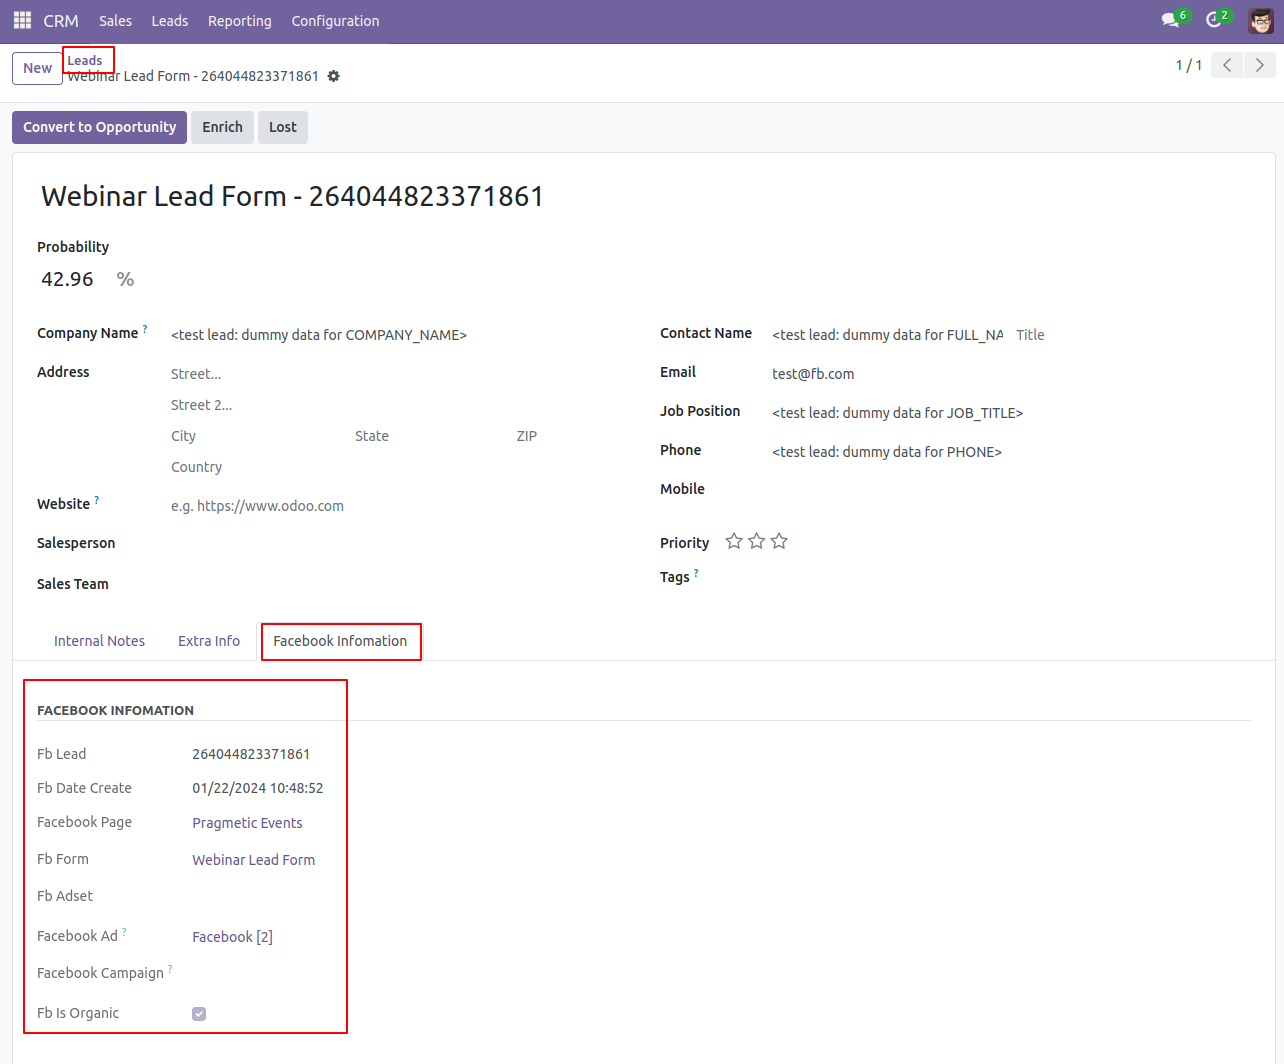 CRM Sales Leads Reporting Configuration 6 2
New Leads
Webinar Lead Form - 264044823371861 1 / 1
Convert to Opportunity Enrich Lost
Webinar Lead Form - 264044823371861
Probability
42.96 %
Company Name ? <test lead: dummy data for COMPANY_NAME> Contact Name <test lead: dummy data for FULL_NA Title
Address Street... Email test@fb.com
Street 2...
Job Position <test lead: dummy data for JOB_TITLE>
City State ZIP
Phone <test lead: dummy data for PHONE>
Country
Mobile
Website ? e.g. https://www.odoo.com
Salesperson Priority
Sales Team Tags ?
Internal Notes Extra Info Facebook Infomation
FACEBOOK INFOMATION
Fb Lead 264044823371861
Fb Date Create 01/22/2024 10:48:52
Facebook Page Pragmetic Events
Fb Form Webinar Lead Form
Fb Adset
Facebook Ad ? Facebook [2]
Facebook Campaign ?
Fb Is Organic